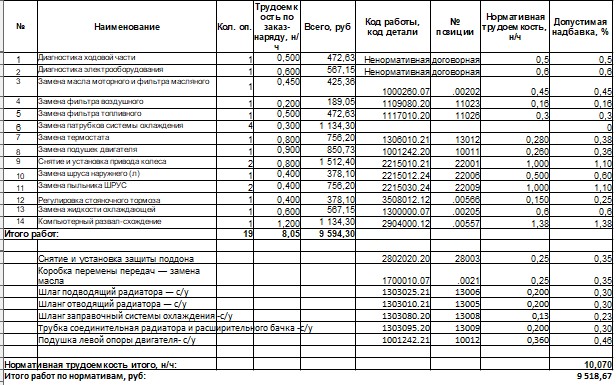 № Наименование Кол. оп. Трудоемк ость по заказ- наряду, н/ч Всего, руб Код работы, код детали № позиции Нормативная трудоемкость, н/ч Допустимая надбавка, %
1 Диагностика ходовой части 1 0,500 472,63 Ненормативная договорная 0,5 0,5
2 Диагностика электрооборудования 1 0,600 567,15 Ненормативная договорная 0,6 0,6
3 Замена масла моторного и фильтра масляного 1 0,450 425,36 1000260.07 .00202 0,45 0,45
4 Замена фильтра воздушного 1 0,200 189,05 1109080.20 11023 0,16 0,16
5 Замена фильтра топливного 1 0,500 472,63 1117010.20 11026 0,3 0,3
6 Замена патрубков системы охлаждения 4 0,300 1 134,30 0
7 Замена термостата 1 0,800 756,20 1306010.21 13012 0,280 0,38
8 Замена подушек двигателя 1 0,900 850,73 1001242.20 10011 0,260 0,36
9 Снятие и установка привода колеса 2 0,800 1 512,40 2215010.21 22001 1,000 1,10
10 Замена шруса наружнего (л) 1 0,400 378,10 2215012.24 22006 0,500 0,60
11 Замена пыльника ШРУС 2 0,400 756,20 2215030.24 22009 1,000 1,10
12 Регулировка стояночного тормоза 1 0,400 378,10 3508012.12 .00566 0,150 0,25
13 Замена жидкости охлаждающей 1 0,600 567,15 1300000.07 .00205 0,6 0,6
14 Компьютерный развал-схождение 1 1,200 1 134,30 2904000.12 .00557 1,38 1,38
Итого работ: 19 8,05 9 594,30
Снятие и установка защиты поддона 2802020.20 28003 0,25 0,35
Коробка перемены передач — замена
масла 1700010.07 .0021 0,25 0,35
Шлаг подводящий радиатора — с/у 1303025.21 13006 0,200 0,30
Шланг отводящий радиатора — с/у 1303010.21 13005 0,200 0,30
Шланг заправочный системы охлаждения -с/у 1303080.20 13008 0,13 0,23
Трубка соединительная радиатора и расширительного бачка -с/у 1303095.20 13009 0,200 0,30
Подушка левой опоры двигателя- с/у 1001242.21 10012 0,360 0,46
Нормативная трудоемкость итого, н/ч: 10,070
Итого работ по нормативам, руб: 9 518,67